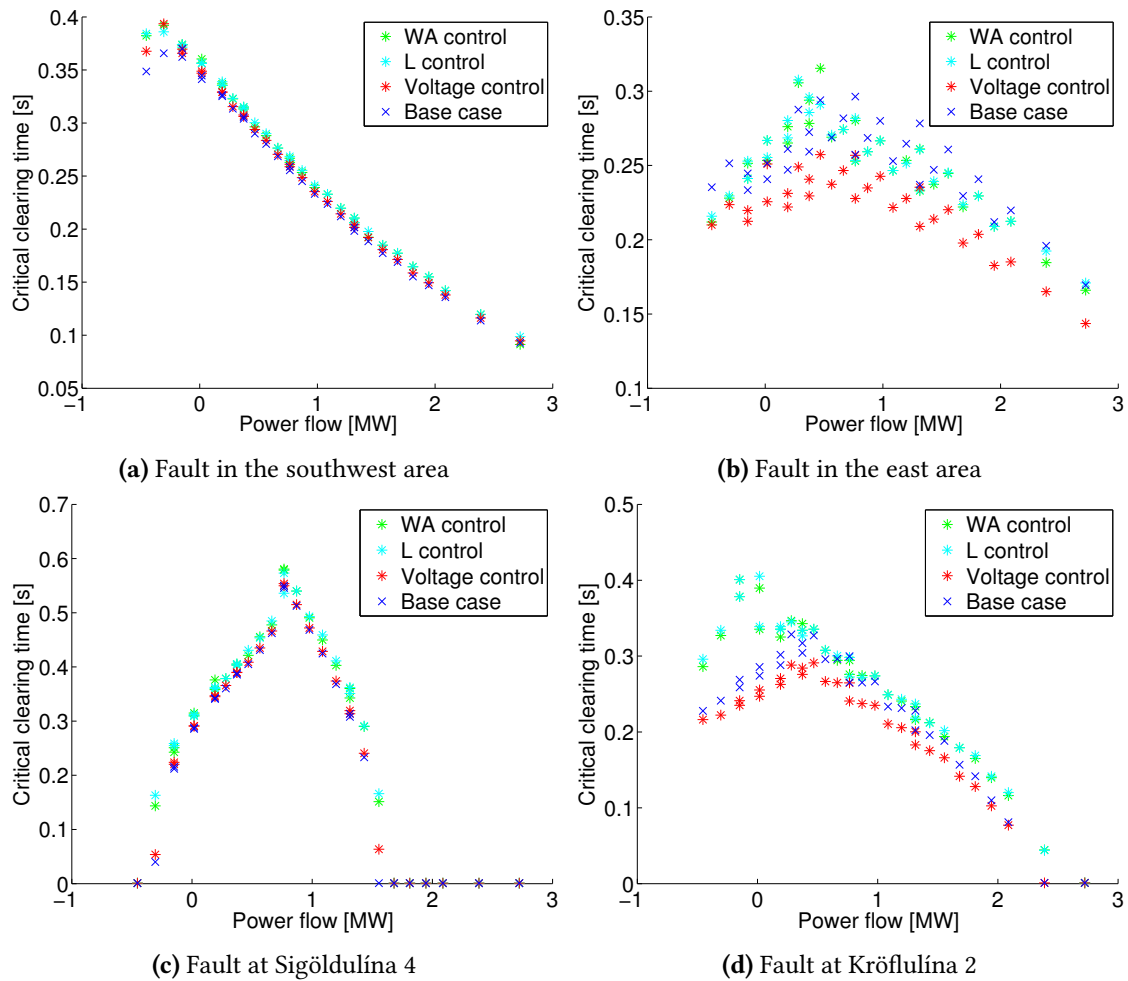 0.4
0.35
0.3
0.25
0.2
0.15
0.1
0.05
−1
0
1
2
3
Critical clearing time [s]
Power flow [MW]
WA control
L control
Voltage control
Base case
(a) Fault in the southwest area
0.35
0.3
0.25
0.2
0.15
0.1
−1
0
1
2
3
Critical clearing time [s]
Power flow [MW]
WA control
L control
Voltage control
Base case
(b) Fault in the east area
0.7
0.6
0.5
0.4
0.3
0.2
0.1
0
−1
0
1
2
3
Critical clearing time [s]
Power flow [MW]
WA control
L control
Voltage control
Base case
(c) Fault at Sigöldulína 4
0.5
0.4
0.3
0.2
0.1
0
−1
0
1
2
3
Critical clearing time [s]
Power flow [MW]
WA control
L control
Voltage control
Base case
(d) Fault at Kröflulína 2